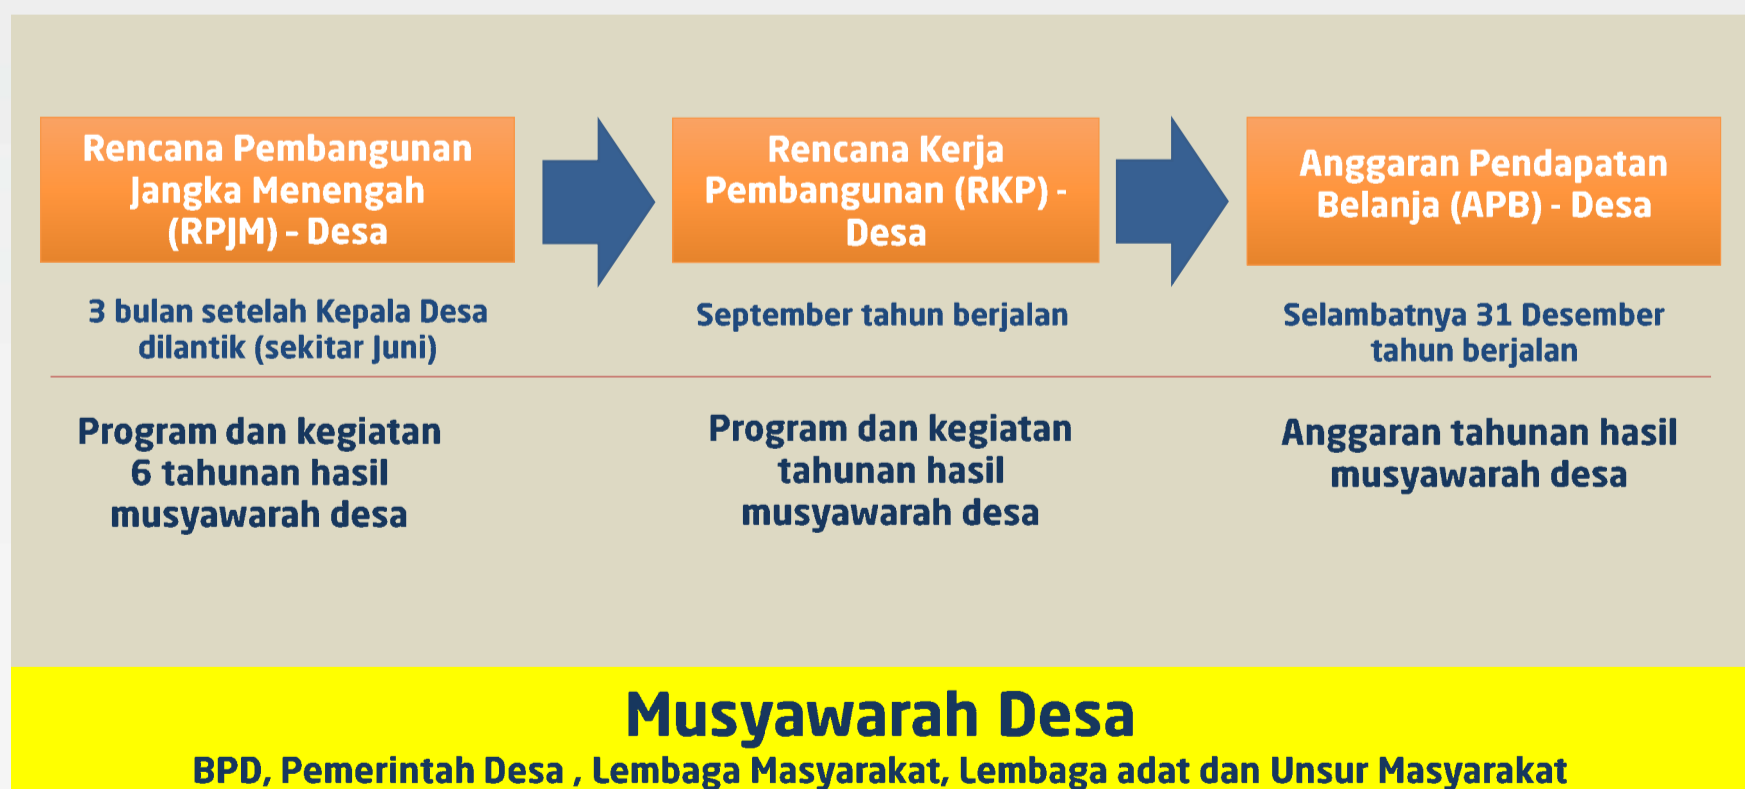 Rencana Pembangunan
Jangka Menengah
(RPJM) – Desa
Rencana Kerja
Pembangunan (RKP) -
Desa
Anggaran Pendapatan
Belanja (APB) - Desa
3 bulan setelah Kepala Desa
dilantik (sekitar Juni)
September tahun berjalan
Selambatnya 31 Desember
tahun berjalan
Program dan kegiatan
6 tahunan hasil
musyawarah desa
Program dan kegiatan
tahunan hasil
musyawarah desa
Anggaran tahunan hasil
musyawarah desa
Musyawarah Desa
BPD, Pemerintah Desa , Lembaga Masyarakat, Lembaga adat dan Unsur Masyarakat